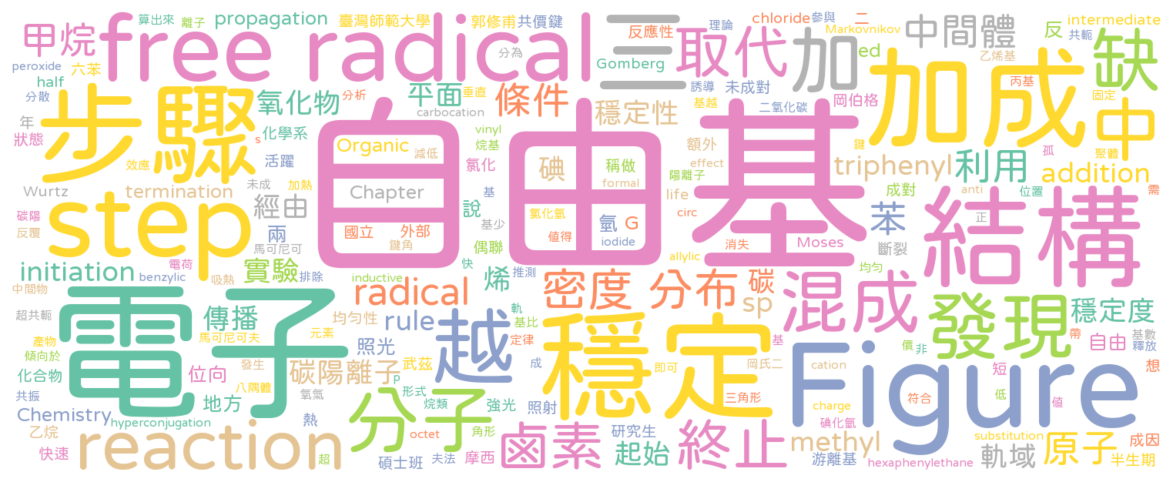 算出來 離子 propagation 臺灣師範大學 郭修甫 共價鍵 chloride 參與 二 intermediate
甲烷 free radical 三 反應性 理論 Markovnikov 中間體 反 共軛
peroxide 六苯 分為 Gomberg 取代 加 ed 乙烯基 缺
half 分散 氧化物 分析 平面 垂直 條件 誘導 未成對 岡伯格 丙基 固定
步驟 carbocation 穩定性 基越 二氧化碳 加成 中
年 狀態 化學系 s Organic vinyl 烷基 額外 鍵 聚體 孤
效應 活躍 減低 氯化 碘 稱做 effect 陽離子 triphenyl 利用 addition
Wurtz termination 未成 加熱 Chapter 基 formal life 成對 anti 位置 需
碳陽 反覆 step 經由 國立 外部 說 基少 氮化氫 氫 G circ 苯 正
馬可尼可 兩 自由基 鍵角 偶聯 值得 iodide 消失 Moses 斷裂 結構
initiation 電荷 實驗 排除 inductive 快 烯 推測 allylic 均勻
中間物 benzylic 吸熱 radical 密度 分布 碳 sp 混成 發現 穩定度
超共軛 電子 傳播 均勻性 元素 rule 越 軌 基比 穩定 基 自由 帶 基數 釋放
產物 馬可尼可夫 照光 定律 岡氏二 價 非
傾向於 發生 碳陽離子 武茲 成 即可 cation Figure 短 想
化合物 位向 八隅體 p 形式 三角形 符合 低 值
共振 地方 氧氣 分子 烷類 強光 照射 charge 碘化氫
Chemistry hyperconjugation 熱 角形 鹵素 研究生 終止 methyl substitution 原子 成因
乙烷 reaction octet 夫法 起始 游離基 軌域
快速 超 碩士班 摩西 hexaphenylethane 半生期